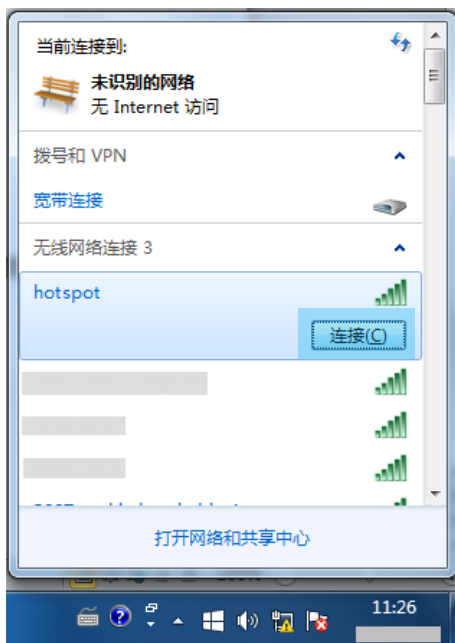 当前连接到:
未识别的网络
无 Internet 访问
拨号和 VPN
宽带连接
无线网络连接 3
hotspot
连接(C)
打开网络和共享中心
11:26